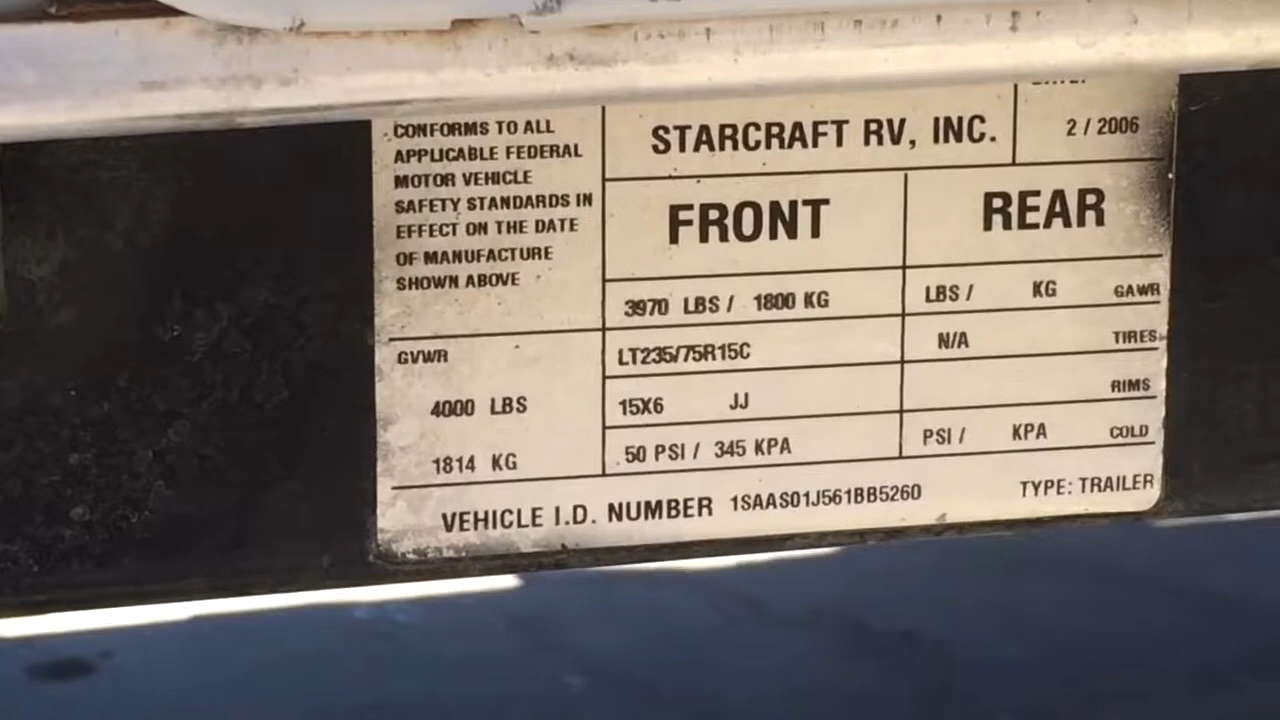 CONFORMS TO ALL
APPLICABLE FEDERAL
MOTOR VEHICLE
SAFETY STANDARDS IN
EFFECT ON THE DATE
OF MANUFACTURE
SHOWN ABOVE
STARCRAFT RV, INC.
2 / 2006
FRONT
REAR
3970 LBS / 1800 KG
LBS / KG GAWR
GVWR
LT235/75R15C
N/A TIRES
4000 LBS
15X6 JJ
RIMS
1814 KG
50 PSI / 345 KPA
PSI / KPA COLD
VEHICLE I.D. NUMBER 1SAAS01J561BB5260
TYPE: TRAILER